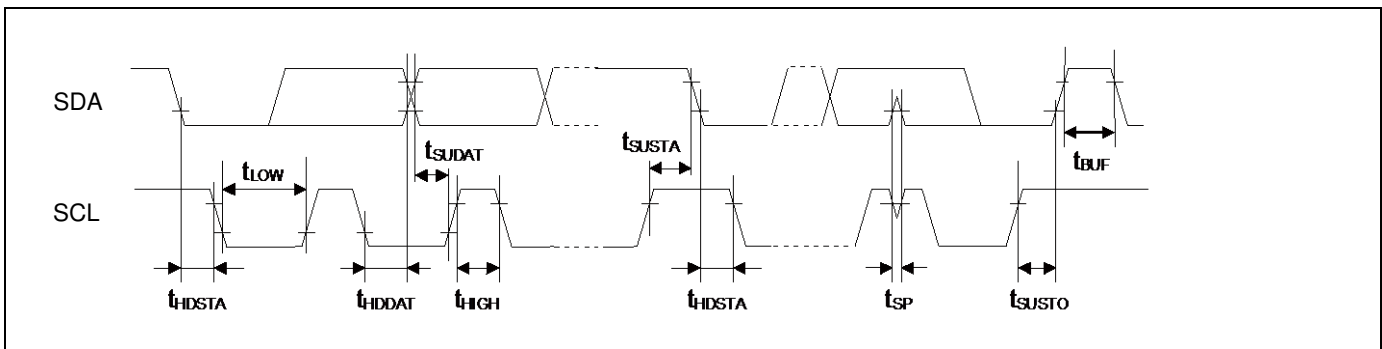 SDA
tSUDAT
tSUSTA
tBUF
tLOW
SCL
tHDSTA
tHDDAT
tHIGH
tHDSTA
tSP
tSUSTO